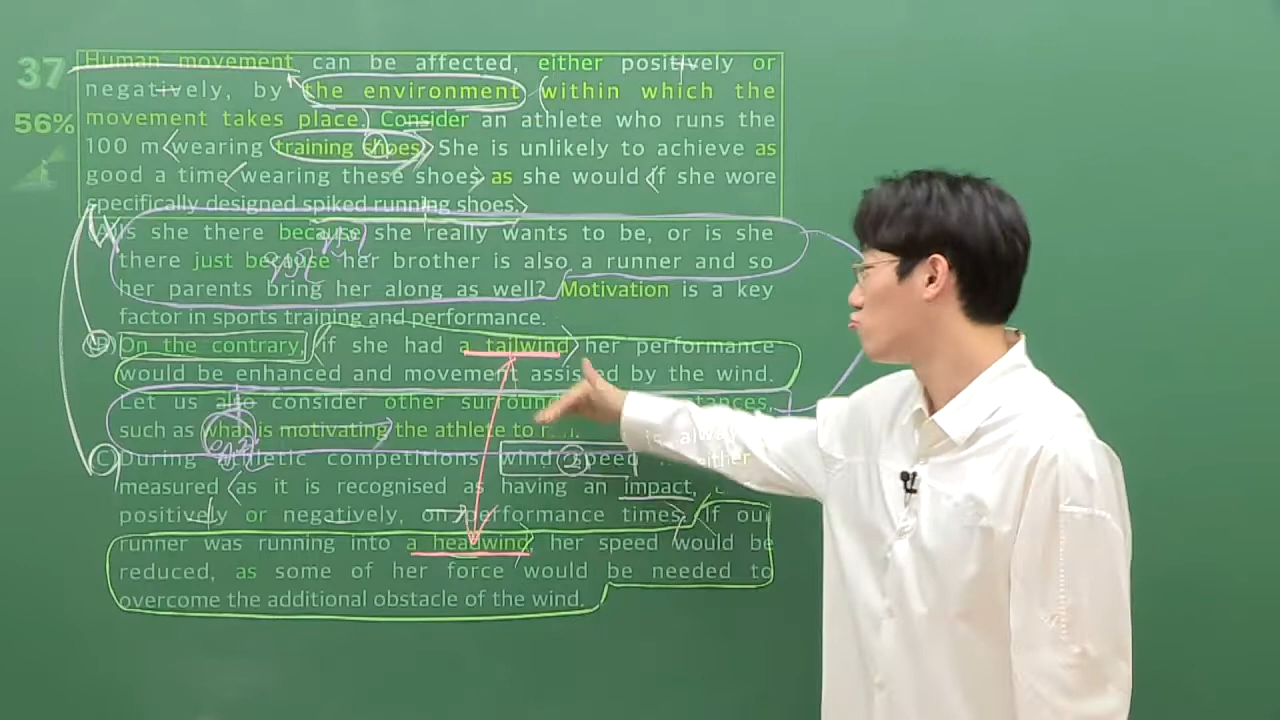 37
56%
Human movement can be affected, either positively or
negatively, by the environment within which the
movement takes place. Consider an athlete who runs the
100 m wearing training shoes. She is unlikely to achieve as
good a time wearing these shoes as she would if she wore
specifically designed spiked running shoes.
(A) Is she there because she really wants to be, or is she
there just because her brother is also a runner and so
her parents bring her along as well? Motivation is a key
factor in sports training and performance.
(B) On the contrary, if she had a tailwind her performance
would be enhanced and movement assisted by the wind.
Let us also consider other
such as what is motivating the athlete to
(C) During athletic competitions wind speed is always either
measured as it is recognised as having an impact,
positively or negatively, on performance times. If our
runner was running into a headwind, her speed would be
reduced, as some of her force would be needed to
overcome the additional obstacle of the wind.